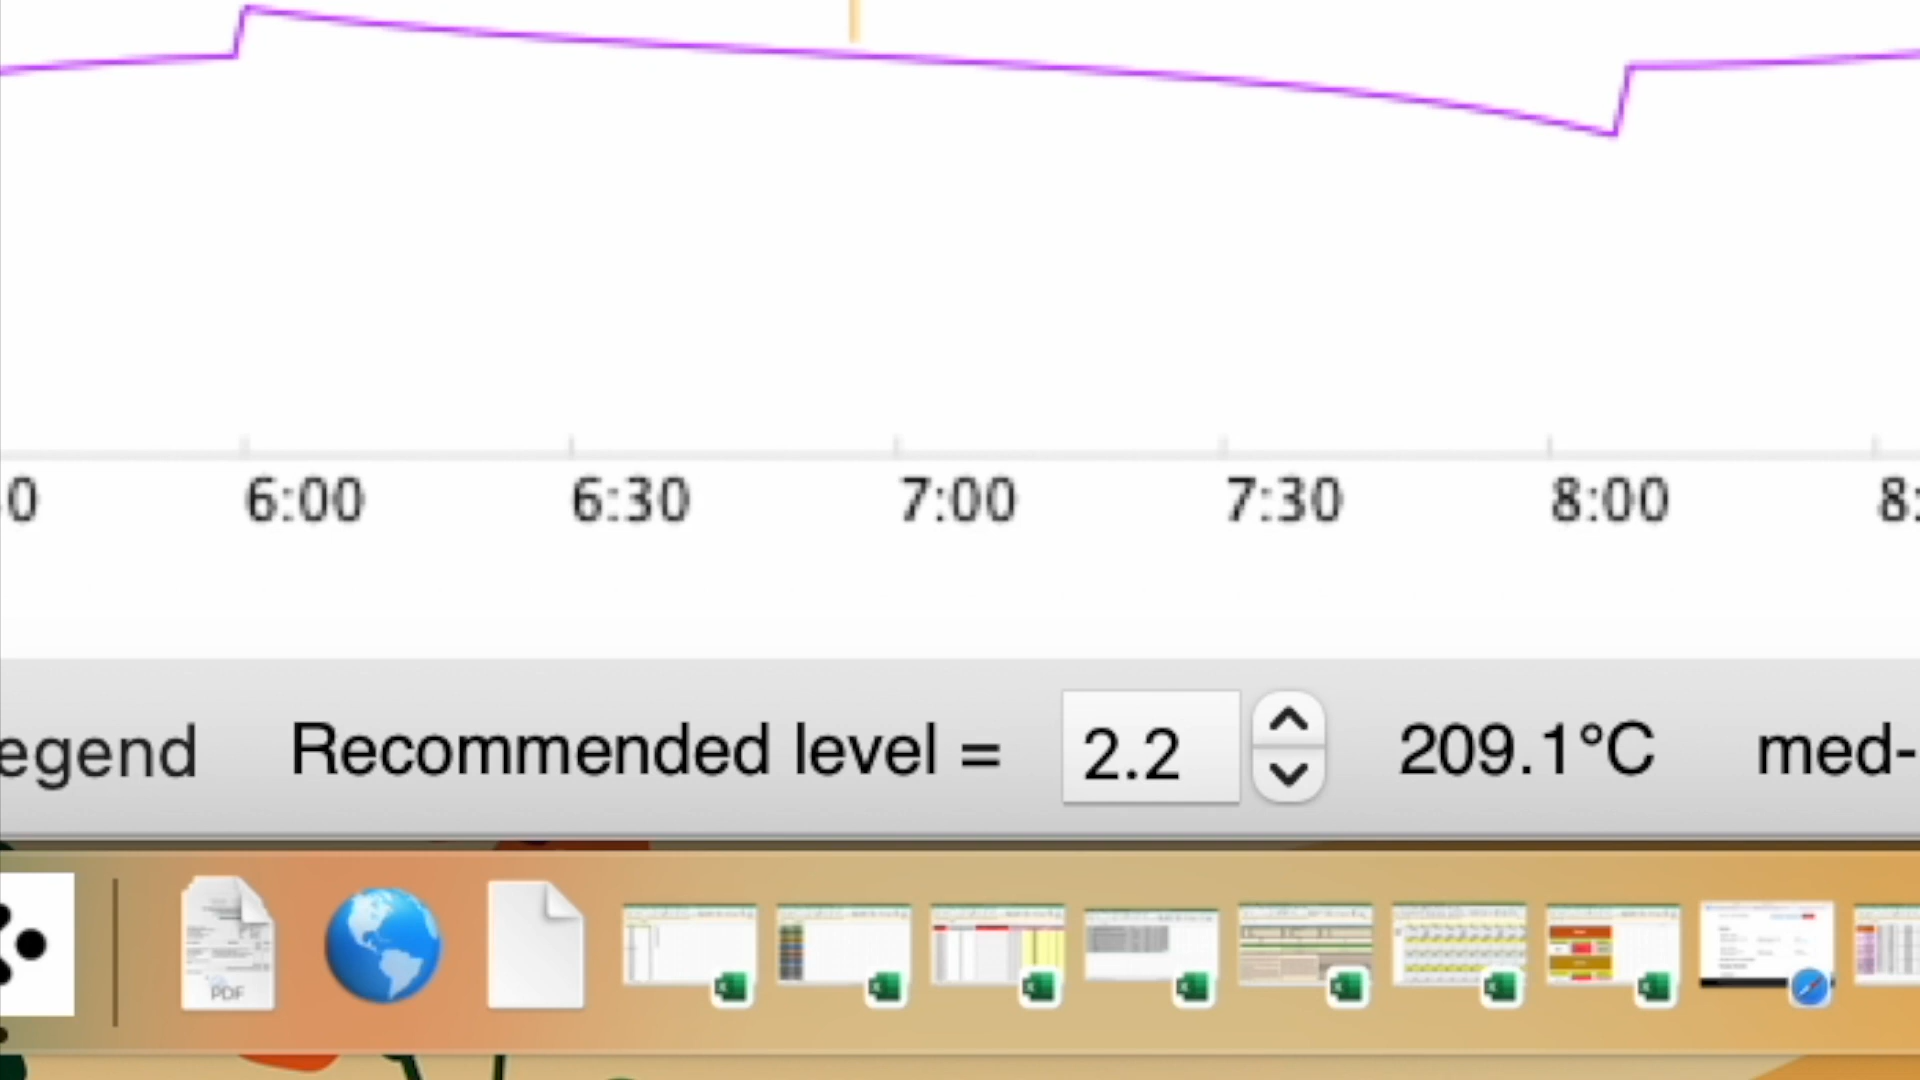 0 6:00 6:30 7:00 7:30 8:00 8:
egend Recommended level = 2.2 209.1°C med-
PDF